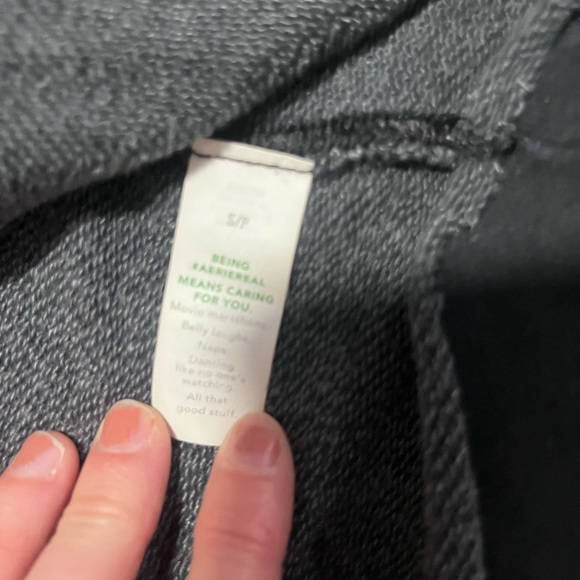 S/P
BEING
#AERIEREAL
MEANS CARING
FOR YOU.
Movie marathons.
Belly laughs.
Naps.
Dancing
like no one's
watching.
All that
good stuff.